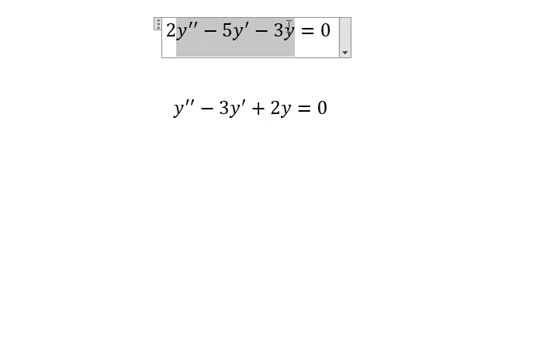 2y′′ − 5y′ − 3y = 0
y′′ − 3y′ + 2y = 0